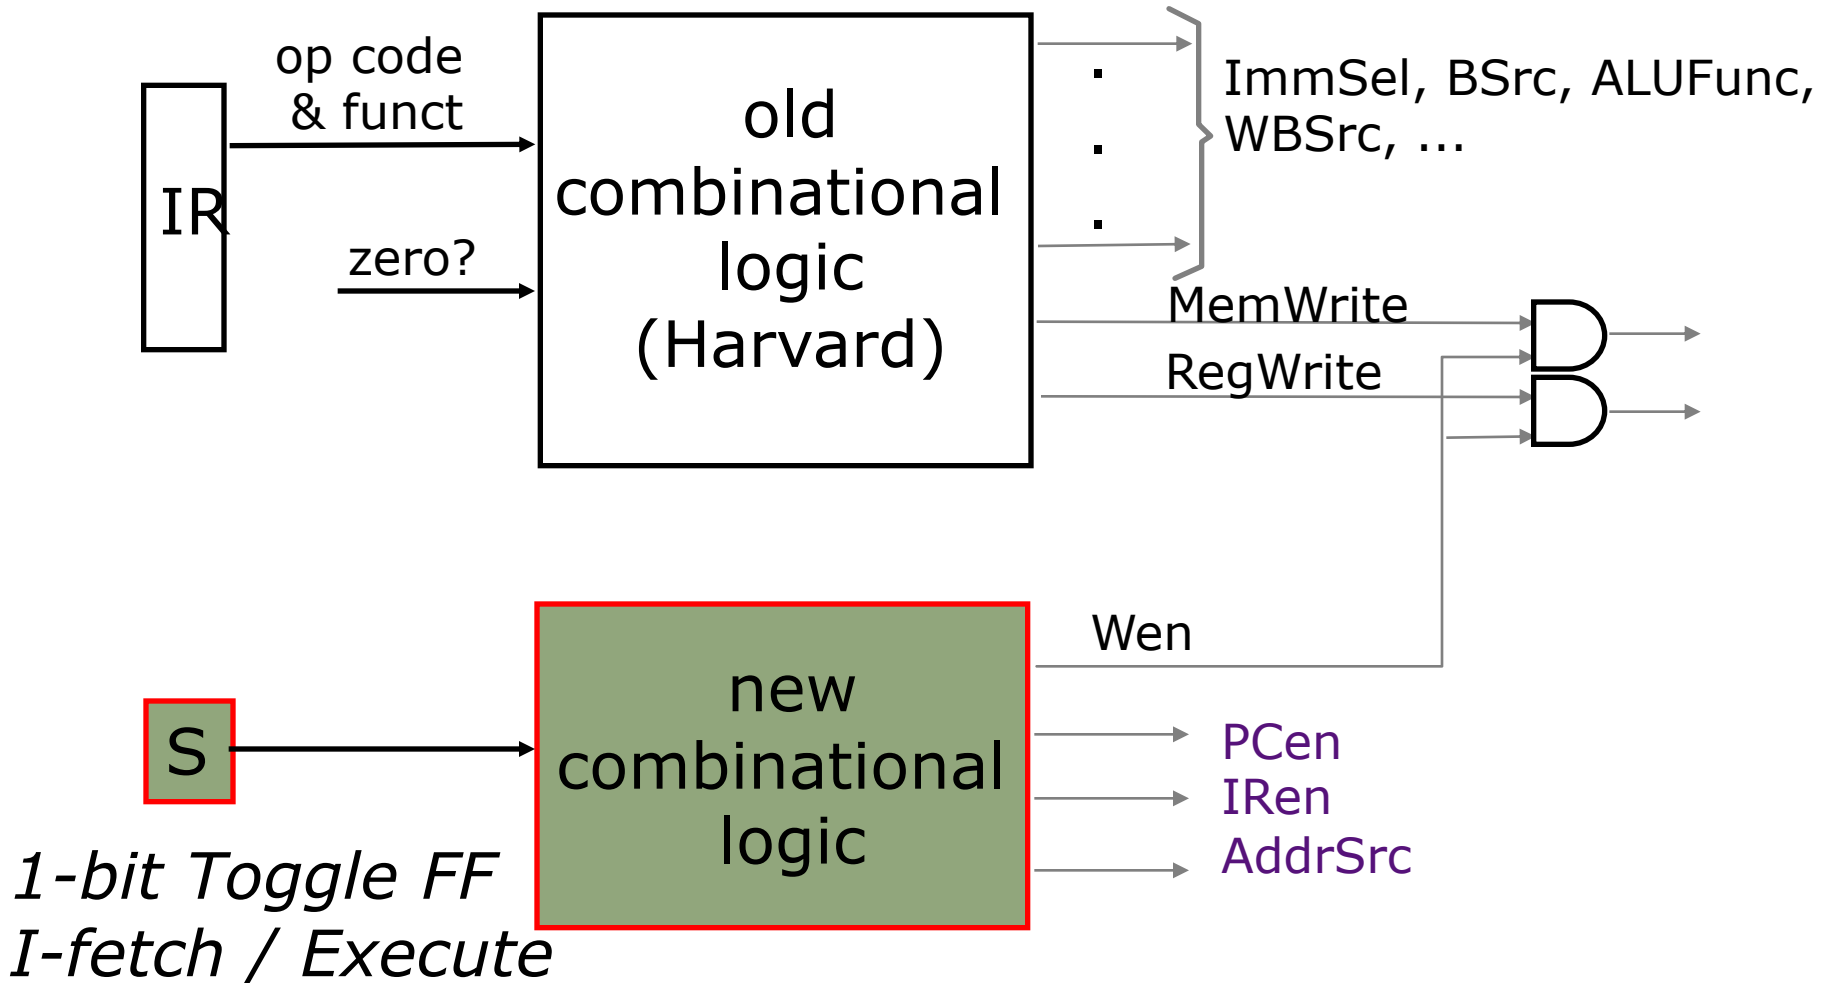 op code
& funct
IR
zero?
old
combinational
logic
(Harvard)
ImmSel, BSrc, ALUFunc,
WBSrc, ...
MemWrite
RegWrite
S
1-bit Toggle FF
I-fetch / Execute
new
combinational
logic
Wen
PCen
IRen
AddrSrc